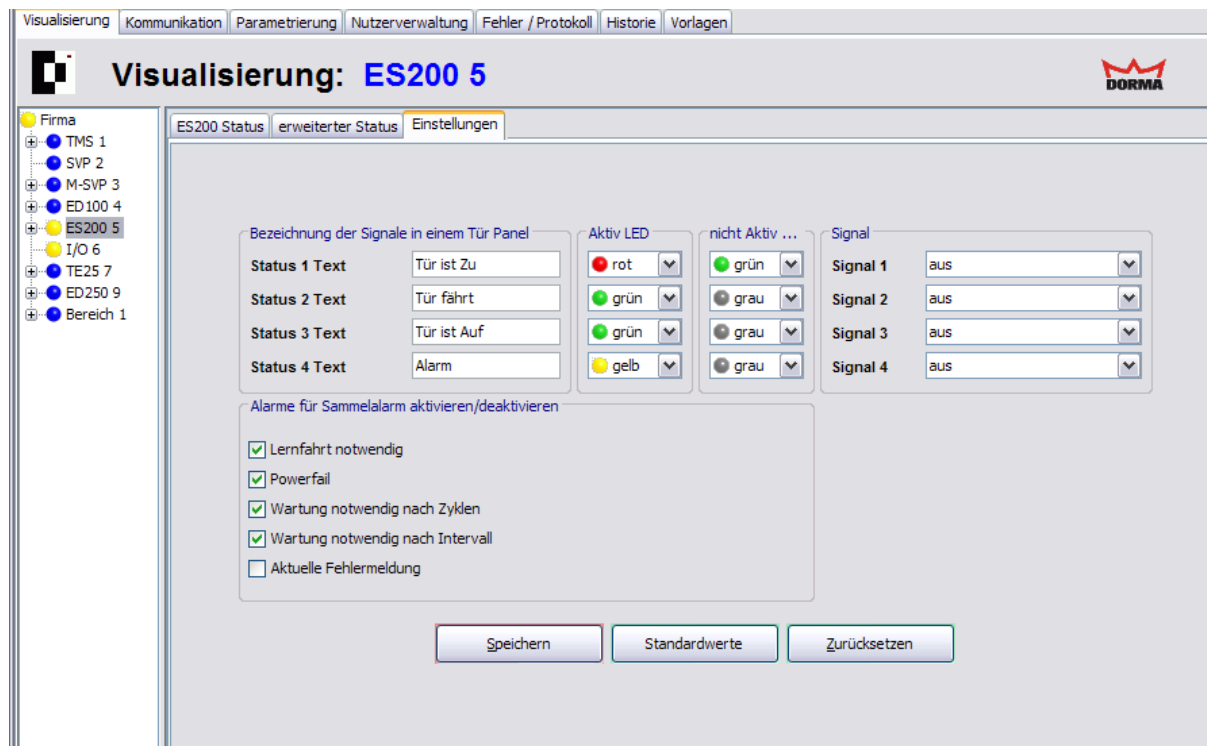 Visualisierung Kommunikation Parametrierung Nutzerverwaltung Fehler / Protokoll Historie Vorlagen
Visualisierung: ES200 5
DORMA
Firma
TMS 1
SVP 2
M-SVP 3
ED100 4
ES200 5
I/O 6
TE25 7
ED250 9
Bereich 1
ES200 Status erweiterter Status Einstellungen
Bezeichnung der Signale in einem Tür Panel Aktiv LED nicht Aktiv ... Signal
Status 1 Text Tür ist Zu rot grün Signal 1 aus
Status 2 Text Tür fährt grün grau Signal 2 aus
Status 3 Text Tür ist Auf grün grau Signal 3 aus
Status 4 Text Alarm gelb grau Signal 4 aus
Alarme für Sammelalarm aktivieren/deaktivieren
Lernfahrt notwendig
Powerfail
Wartung notwendig nach Zyklen
Wartung notwendig nach Intervall
Aktuelle Fehlermeldung
Speichern Standardwerte Zurücksetzen